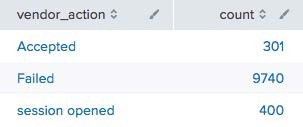 vendor_action count
Accepted 301
Failed 9740
session opened 400